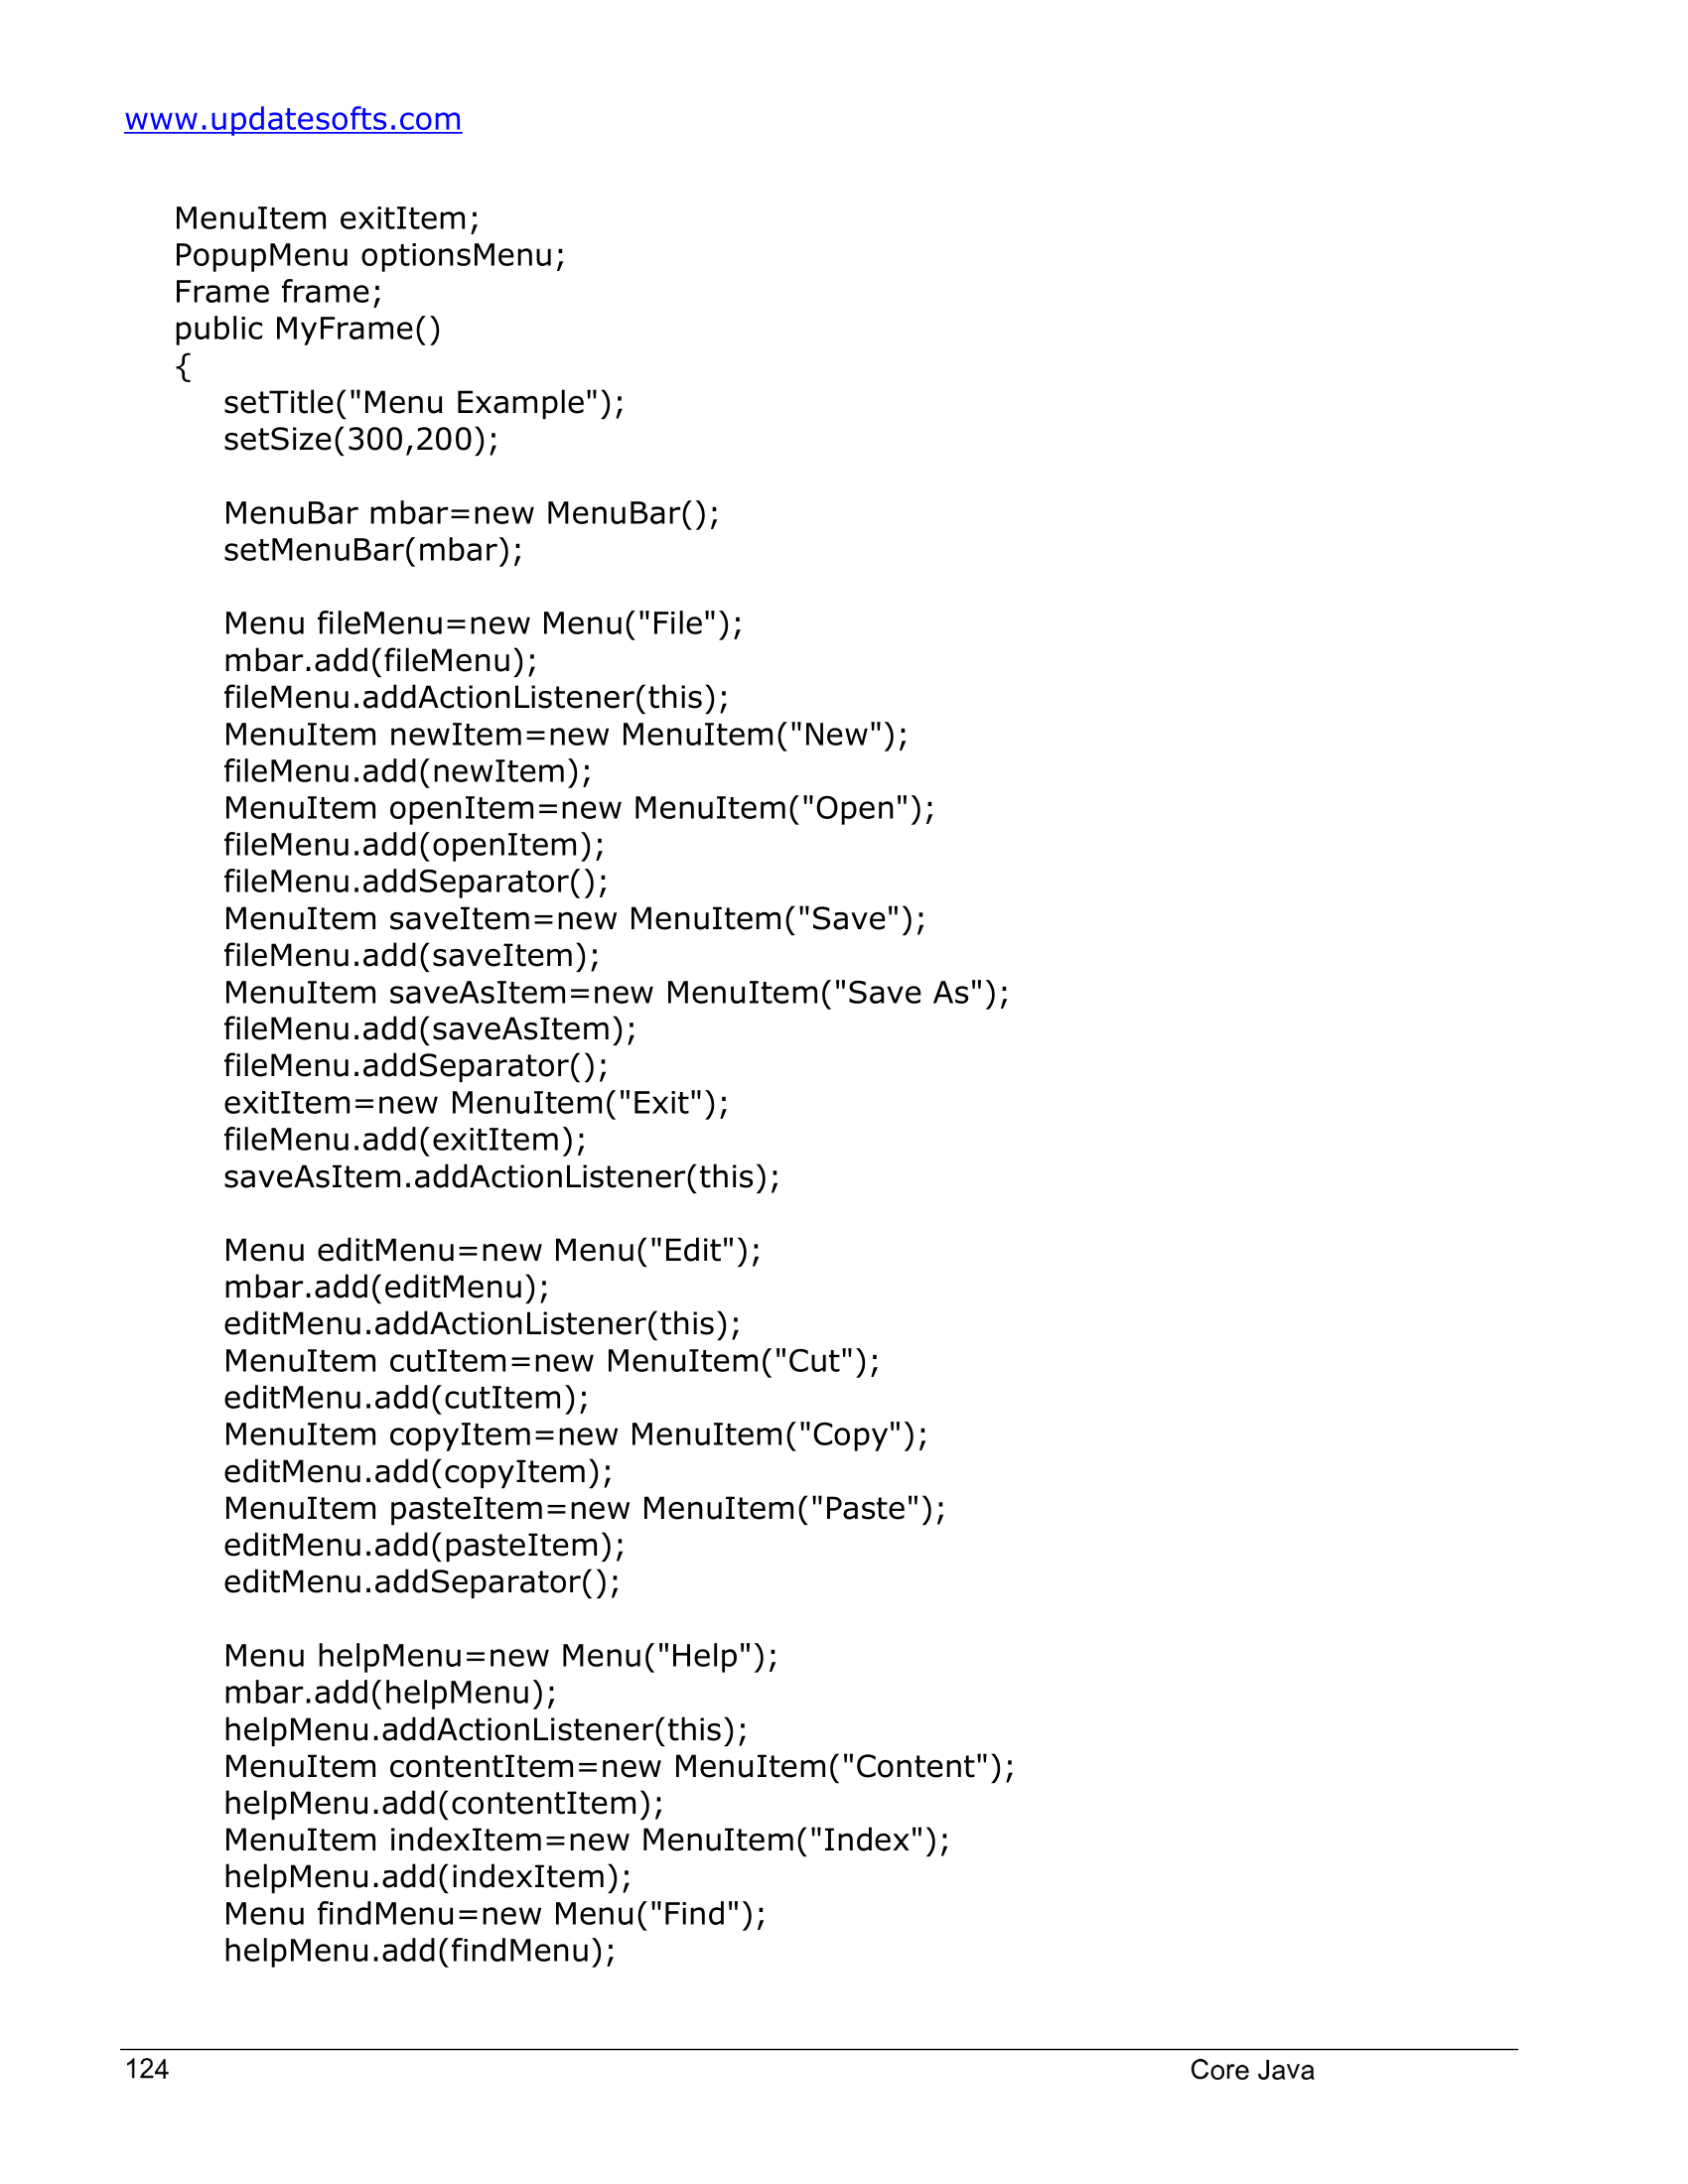 www.updatesofts.com
MenuItem exitItem;
PopupMenu optionsMenu;
Frame frame;
public MyFrame()
{
setTitle("Menu Example");
setSize(300,200);
MenuBar mbar=new MenuBar();
setMenuBar(mbar);
Menu fileMenu=new Menu("File");
mbar.add(fileMenu);
fileMenu.addActionListener(this);
MenuItem newItem=new MenuItem("New");
fileMenu.add(newItem);
MenuItem openItem=new MenuItem("Open");
fileMenu.add(openItem);
fileMenu.addSeparator();
MenuItem saveItem=new MenuItem("Save");
fileMenu.add(saveItem);
MenuItem saveAsItem=new MenuItem("Save As");
fileMenu.add(saveAsItem);
fileMenu.addSeparator();
exitItem=new MenuItem("Exit");
fileMenu.add(exitItem);
saveAsItem.addActionListener(this);
Menu editMenu=new Menu("Edit");
mbar.add(editMenu);
editMenu.addActionListener(this);
MenuItem cutItem=new MenuItem("Cut");
editMenu.add(cutItem);
MenuItem copyItem=new MenuItem("Copy");
editMenu.add(copyItem);
MenuItem pasteItem=new MenuItem("Paste");
editMenu.add(pasteItem);
editMenu.addSeparator();
Menu helpMenu=new Menu("Help");
mbar.add(helpMenu);
helpMenu.addActionListener(this);
MenuItem contentItem=new MenuItem("Content");
helpMenu.add(contentItem);
MenuItem indexItem=new MenuItem("Index");
helpMenu.add(indexItem);
Menu findMenu=new Menu("Find");
helpMenu.add(findMenu);
124 Core Java